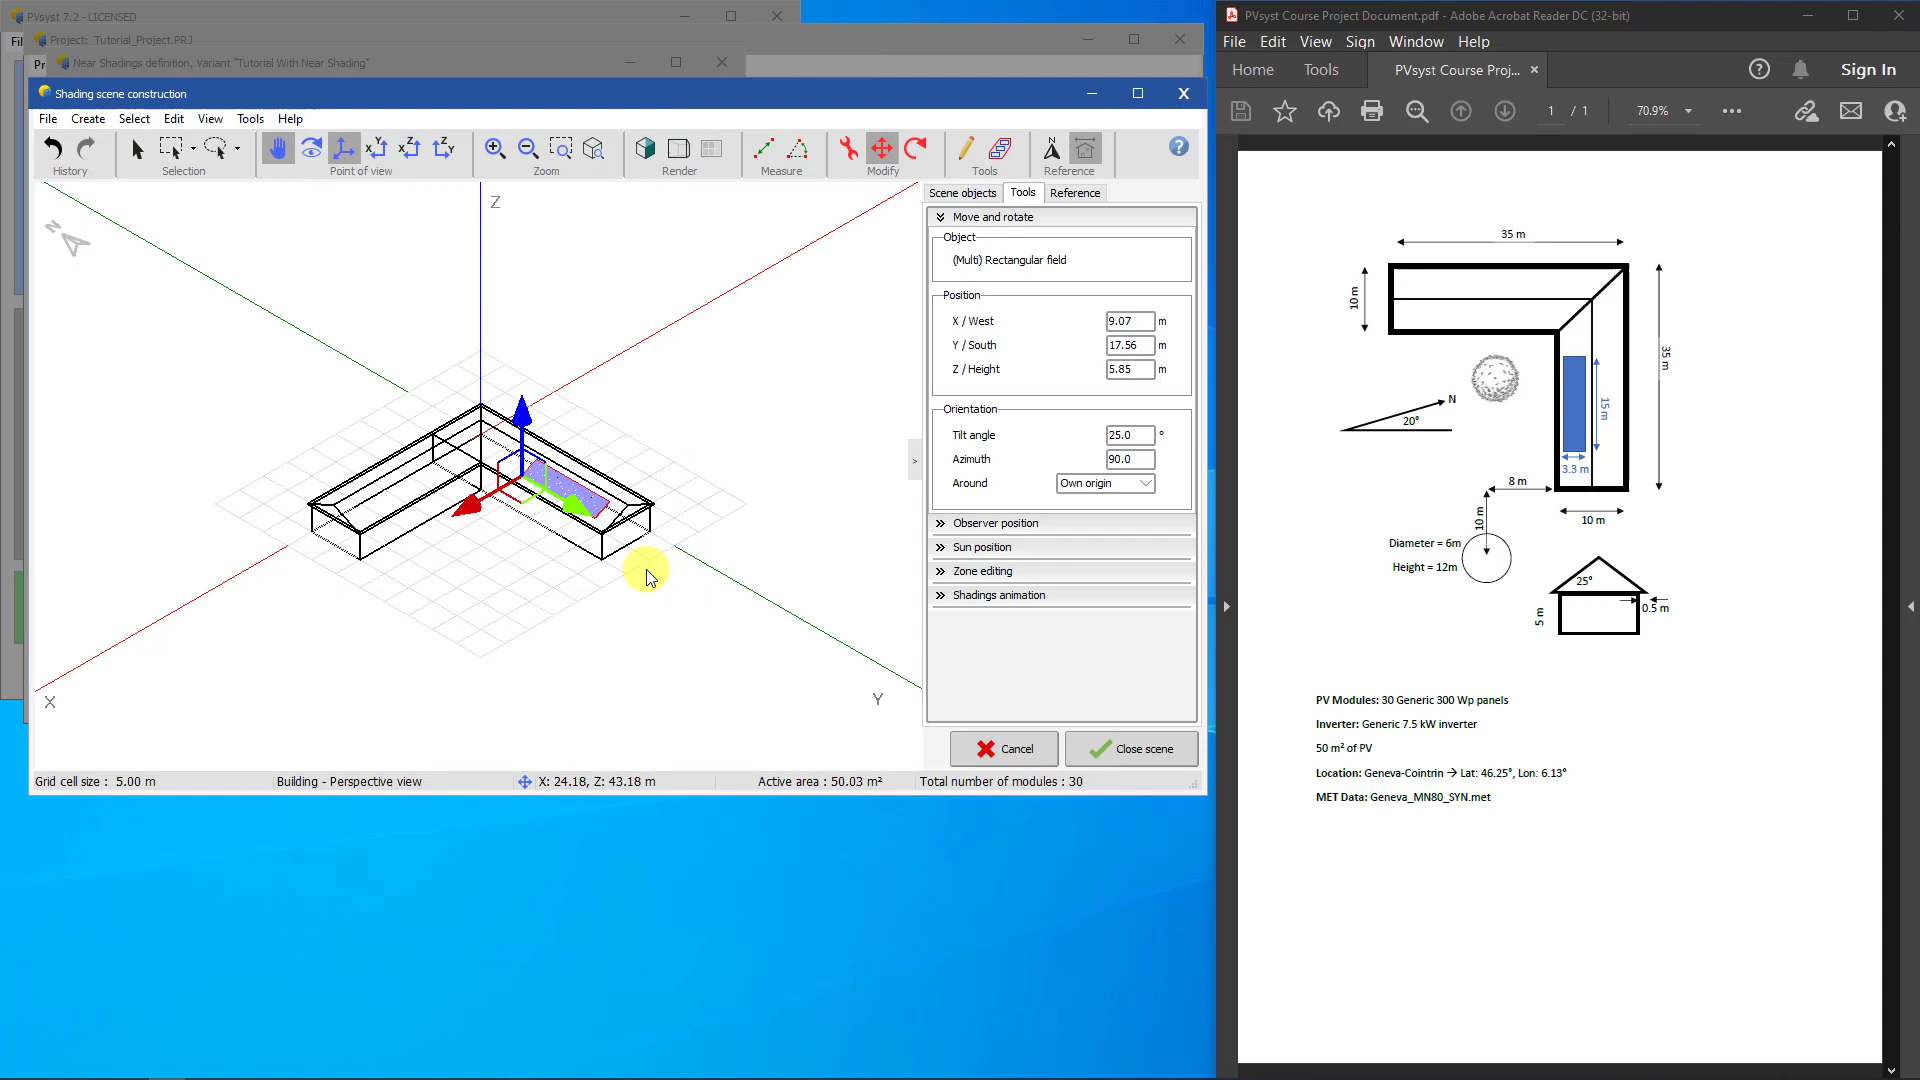 PVsyst 7.2 - LICENSED
Fil
Project: Tutorial_Project.PRJ
Pr
Near Shadings definition, Variant "Tutorial With Near Shading"
Shading scene construction
File Create Select Edit View Tools Help
History Selection Point of view Zoom Render Measure Modify Tools Reference
Scene objects Tools Reference
Move and rotate
Object
(Multi) Rectangular field
Position
X / West 9.07 m
Y / South 17.56 m
Z / Height 5.85 m
Orientation
Tilt angle 25.0 °
Azimuth 90.0
Around Own origin
Observer position
Sun position
Zone editing
Shadings animation
Z
N
X
Y
Cancel Close scene
Grid cell size : 5.00 m Building - Perspective view X: 24.18, Z: 43.18 m Active area : 50.03 m² Total number of modules : 30
PVsyst Course Project Document.pdf - Adobe Acrobat Reader DC (32-bit)
File Edit View Sign Window Help
Home Tools PVsyst Course Proj... Sign In
1 / 1 70.9%
35 m
10 m
35 m
15 m
N
20°
3.3 m
8 m
10 m
10 m
Diameter = 6m
Height = 12m
25°
0.5 m
5 m
PV Modules: 30 Generic 300 Wp panels
Inverter: Generic 7.5 kW inverter
50 m² of PV
Location: Geneva-Cointrin → Lat: 46.25°, Lon: 6.13°
MET Data: Geneva_MN80_SYN.met